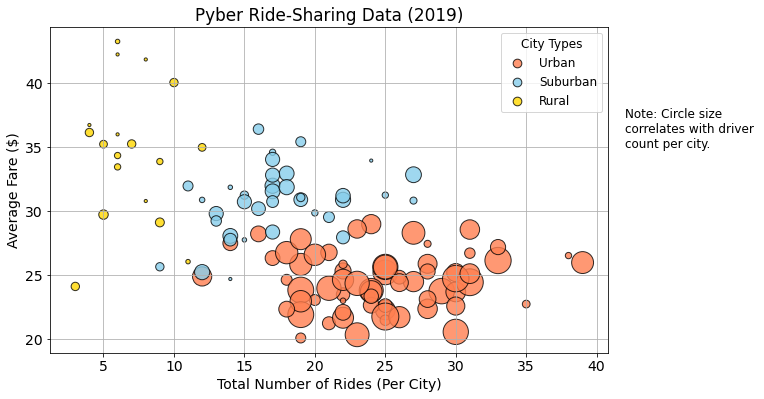 Pyber Ride-Sharing Data (2019)
City Types
Urban
Suburban
Rural
Note: Circle size
correlates with driver
count per city.
Average Fare ($)
40
35
30
25
20
5 10 15 20 25 30 35 40
Total Number of Rides (Per City)